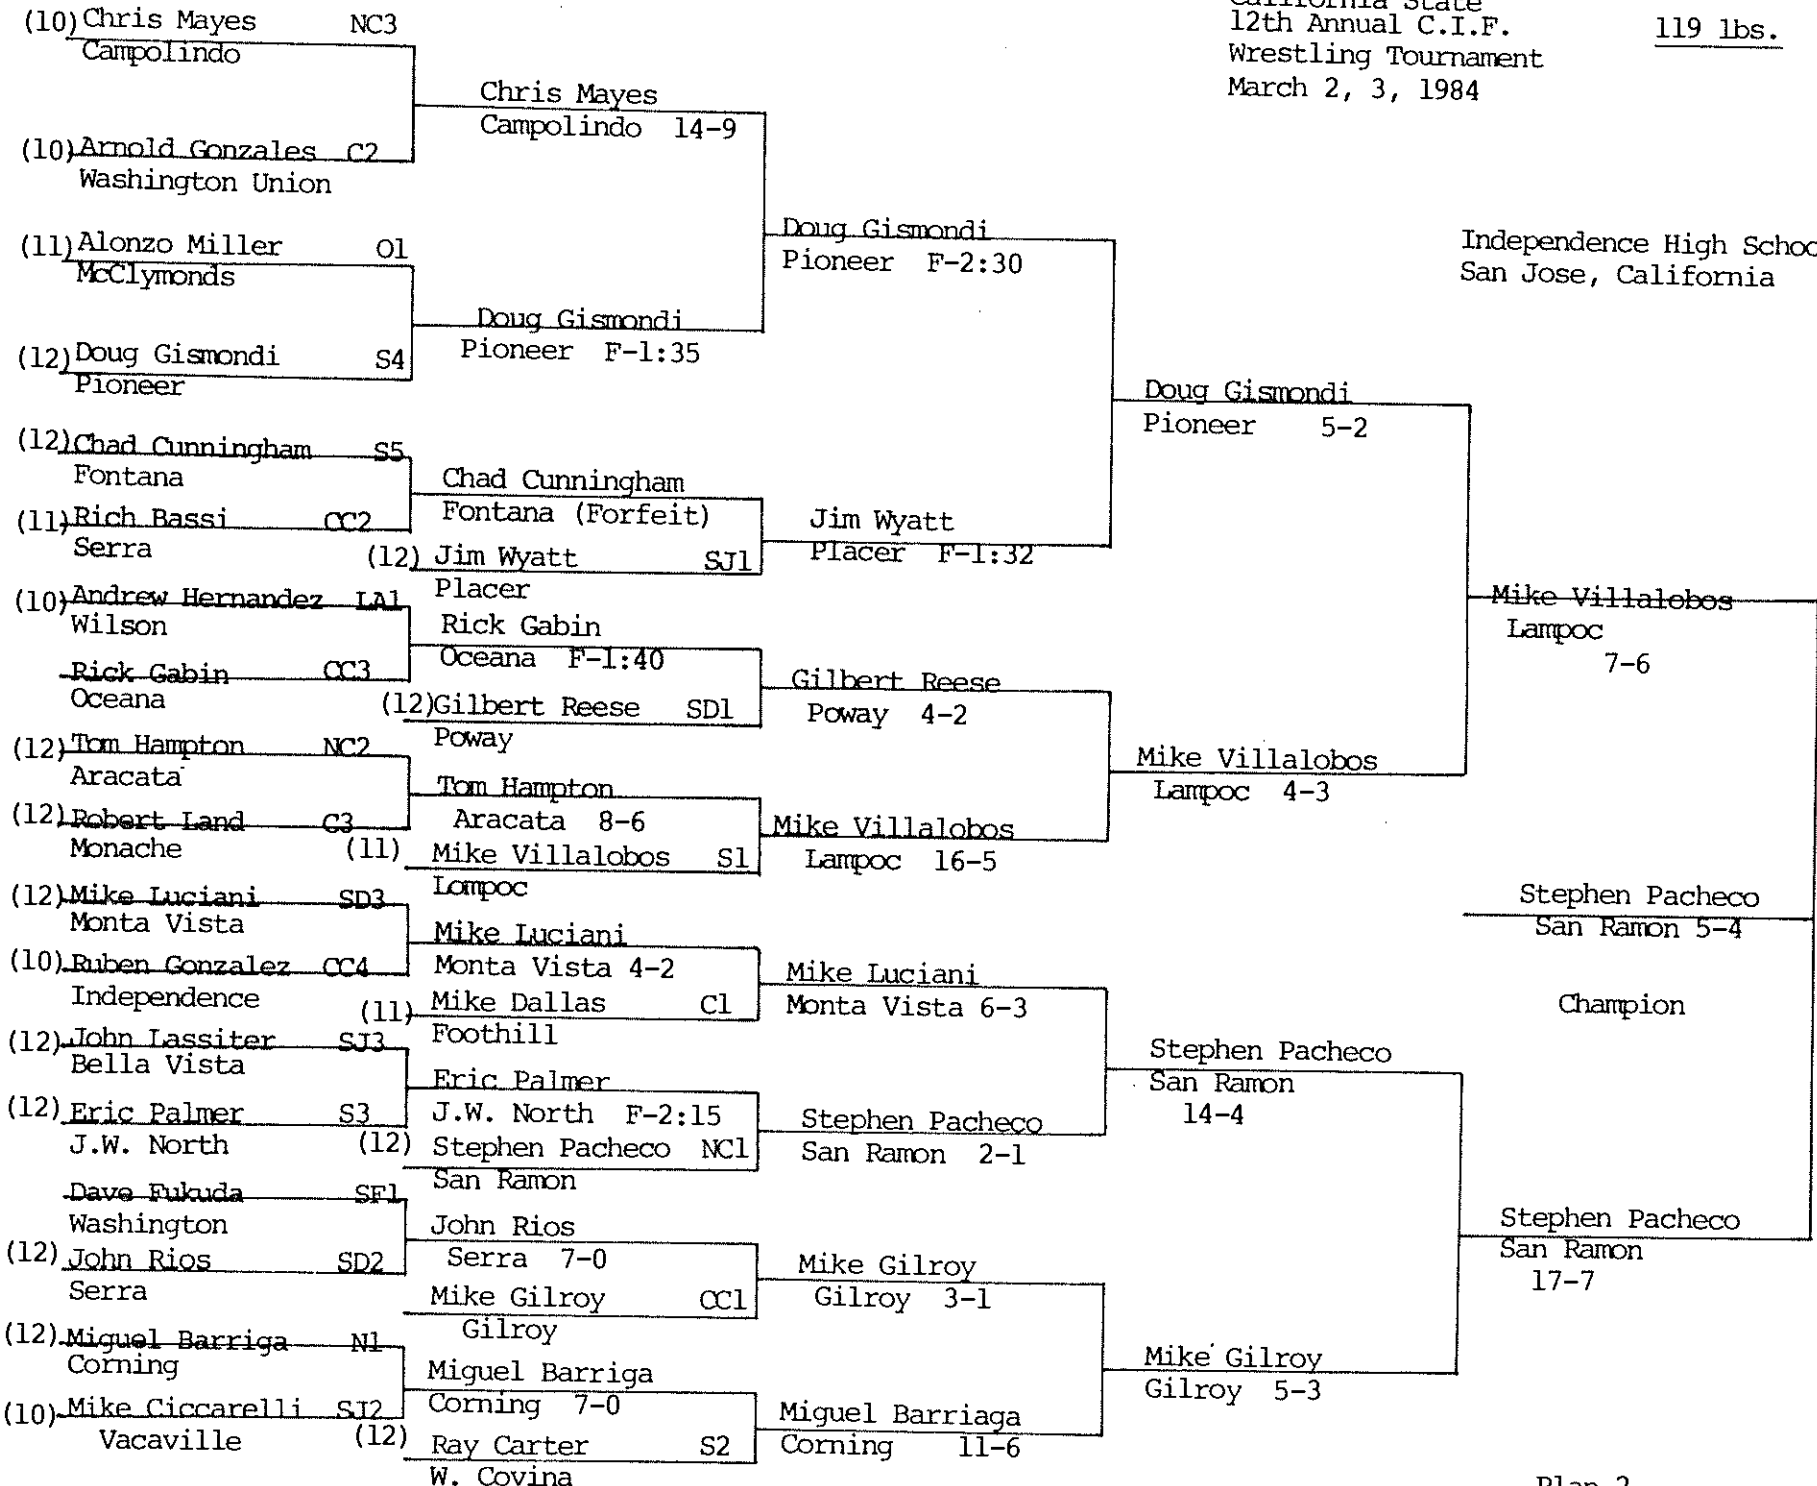 California State
12th Annual C.I.F.
Wrestling Tournament
March 2, 3, 1984
119 lbs.
Independence High Schoo
San Jose, California
(10) Chris Mayes NC3
Campolindo
(10) Arnold Gonzales C2
Washington Union
(11) Alonzo Miller O1
McClymonds
(12) Doug Gismondi S4
Pioneer
(12) Chad Cunningham S5
Fontana
(11) Rich Bassi CC2
Serra
(10) Andrew Hernandez LA1
Wilson
Rick Gabin CC3
Oceana
(12) Tom Hampton NC2
Aracata
(12) Robert Land C3
Monache
(12) Mike Luciani SD3
Monta Vista
(10) Ruben Gonzalez CC4
Independence
(12) John Lassiter SJ3
Bella Vista
(12) Eric Palmer S3
J.W. North
Dave Fukuda SF1
Washington
(12) John Rios SD2
Serra
(12) Miguel Barriga N1
Corning
(10) Mike Ciccarelli SJ2
Vacaville
Chris Mayes
Campolindo 14-9
Doug Gismondi
Pioneer F-1:35
Chad Cunningham
Fontana (Forfeit)
(12) Jim Wyatt SJ1
Placer
Rick Gabin
Oceana F-1:40
(12) Gilbert Reese SD1
Poway
Tom Hampton
Aracata 8-6
(11) Mike Villalobos S1
Lompoc
Mike Luciani
Monta Vista 4-2
(11) Mike Dallas C1
Foothill
Eric Palmer
J.W. North F-2:15
(12) Stephen Pacheco NC1
San Ramon
John Rios
Serra 7-0
Mike Gilroy CC1
Gilroy
Miguel Barriga
Corning 7-0
(12) Ray Carter S2
W. Covina
Doug Gismondi
Pioneer F-2:30
Jim Wyatt
Placer F-1:32
Gilbert Reese
Poway 4-2
Mike Villalobos
Lampoc 16-5
Mike Luciani
Monta Vista 6-3
Stephen Pacheco
San Ramon 2-1
Mike Gilroy
Gilroy 3-1
Miguel Barriaga
Corning 11-6
Doug Gismondi
Pioneer 5-2
Mike Villalobos
Lampoc 4-3
Stephen Pacheco
San Ramon
14-4
Mike Gilroy
Gilroy 5-3
Mike Villalobos
Lampoc
7-6
Stephen Pacheco
San Ramon
17-7
Stephen Pacheco
San Ramon 5-4
Champion